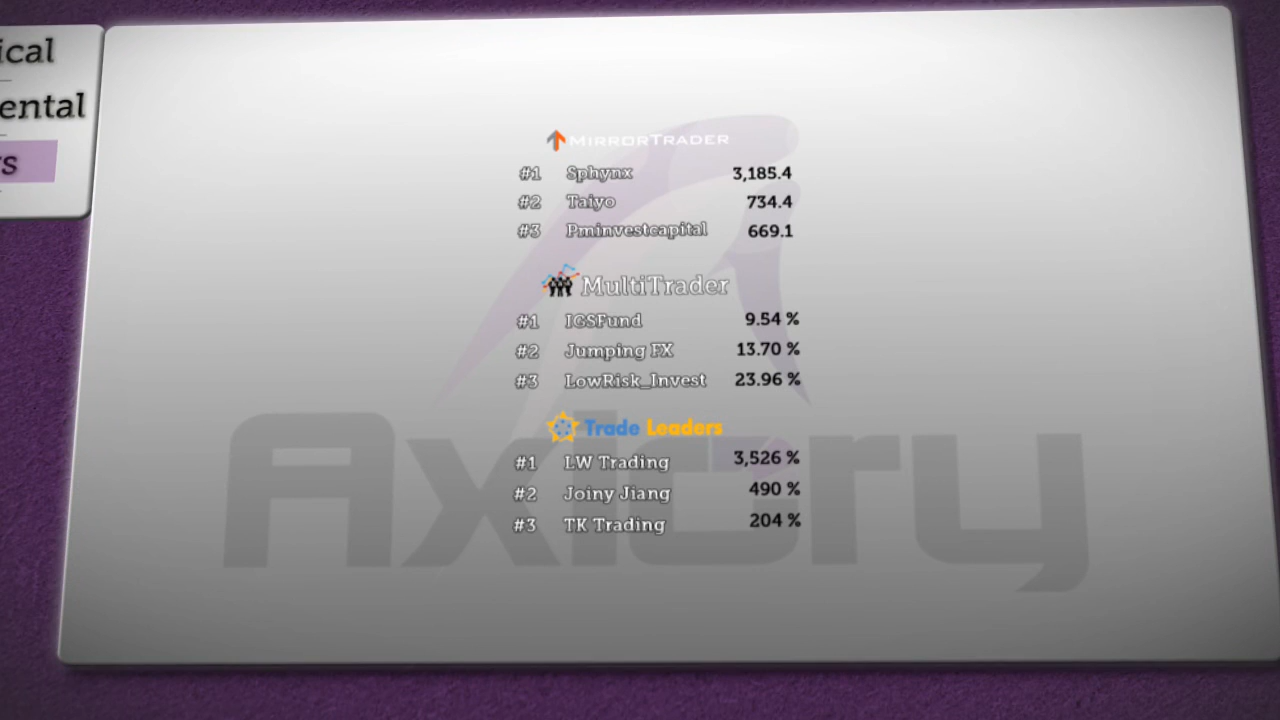 ical
ental
rs
MIRRORTRADER
#1 Sphynx 3,185.4
#2 Taiyo 734.4
#3 Pminvestcapital 669.1
MultiTrader
#1 IGSFund 9.54 %
#2 Jumping FX 13.70 %
#3 LowRisk_Invest 23.96 %
Trade Leaders
#1 LW Trading 3,526 %
#2 Joiny Jiang 490 %
#3 TK Trading 204 %
Axiory